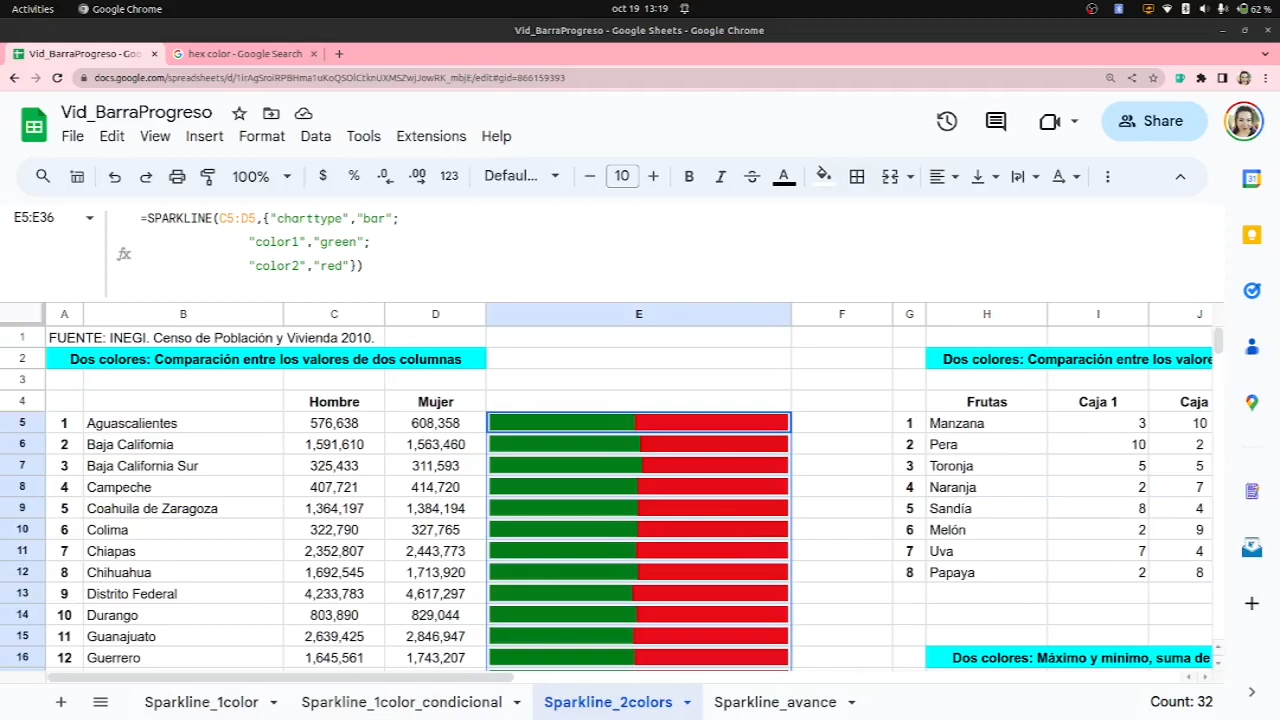 Activities Google Chrome oct 19 13:19 62 %
Vid_BarraProgreso - Google Sheets - Google Chrome
Vid_BarraProgreso - Goo hex color - Google Search
docs.google.com/spreadsheets/d/1irAgSroiRPBHma1uKoQSOlCtknUXMSZwjJowRK_mbjE/edit#gid=866159393
Vid_BarraProgreso
File Edit View Insert Format Data Tools Extensions Help
Share
100% $ % .0 .00 123 Defaul... 10 B I A
E5:E36
=SPARKLINE(C5:D5,{"charttype","bar";
"color1","green";
"color2","red"})
A B C D E F G H I J
1 FUENTE: INEGI. Censo de Población y Vivienda 2010.
2 Dos colores: Comparación entre los valores de dos columnas Dos colores: Comparación entre los valore
3
4 Hombre Mujer Frutas Caja 1 Caja
5 1 Aguascalientes 576,638 608,358 1 Manzana 3 10
6 2 Baja California 1,591,610 1,563,460 2 Pera 10 2
7 3 Baja California Sur 325,433 311,593 3 Toronja 5 5
8 4 Campeche 407,721 414,720 4 Naranja 2 7
9 5 Coahuila de Zaragoza 1,364,197 1,384,194 5 Sandía 8 4
10 6 Colima 322,790 327,765 6 Melón 2 9
11 7 Chiapas 2,352,807 2,443,773 7 Uva 7 4
12 8 Chihuahua 1,692,545 1,713,920 8 Papaya 2 8
13 9 Distrito Federal 4,233,783 4,617,297
14 10 Durango 803,890 829,044
15 11 Guanajuato 2,639,425 2,846,947
16 12 Guerrero 1,645,561 1,743,207 Dos colores: Máximo y mínimo, suma de
Sparkline_1color Sparkline_1color_condicional Sparkline_2colors Sparkline_avance Count: 32